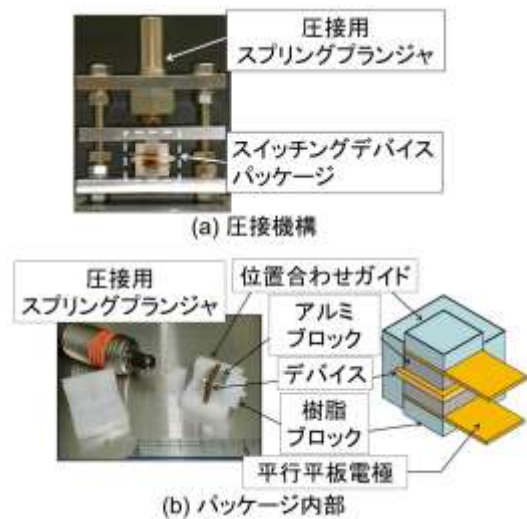 圧接用
スプリングプランジャ
スイッチングデバイス
パッケージ
(a) 圧接機構
圧接用
スプリングプランジャ
位置合わせガイド
アルミ
ブロック
デバイス
樹脂
ブロック
平行平板電極
(b) パッケージ内部